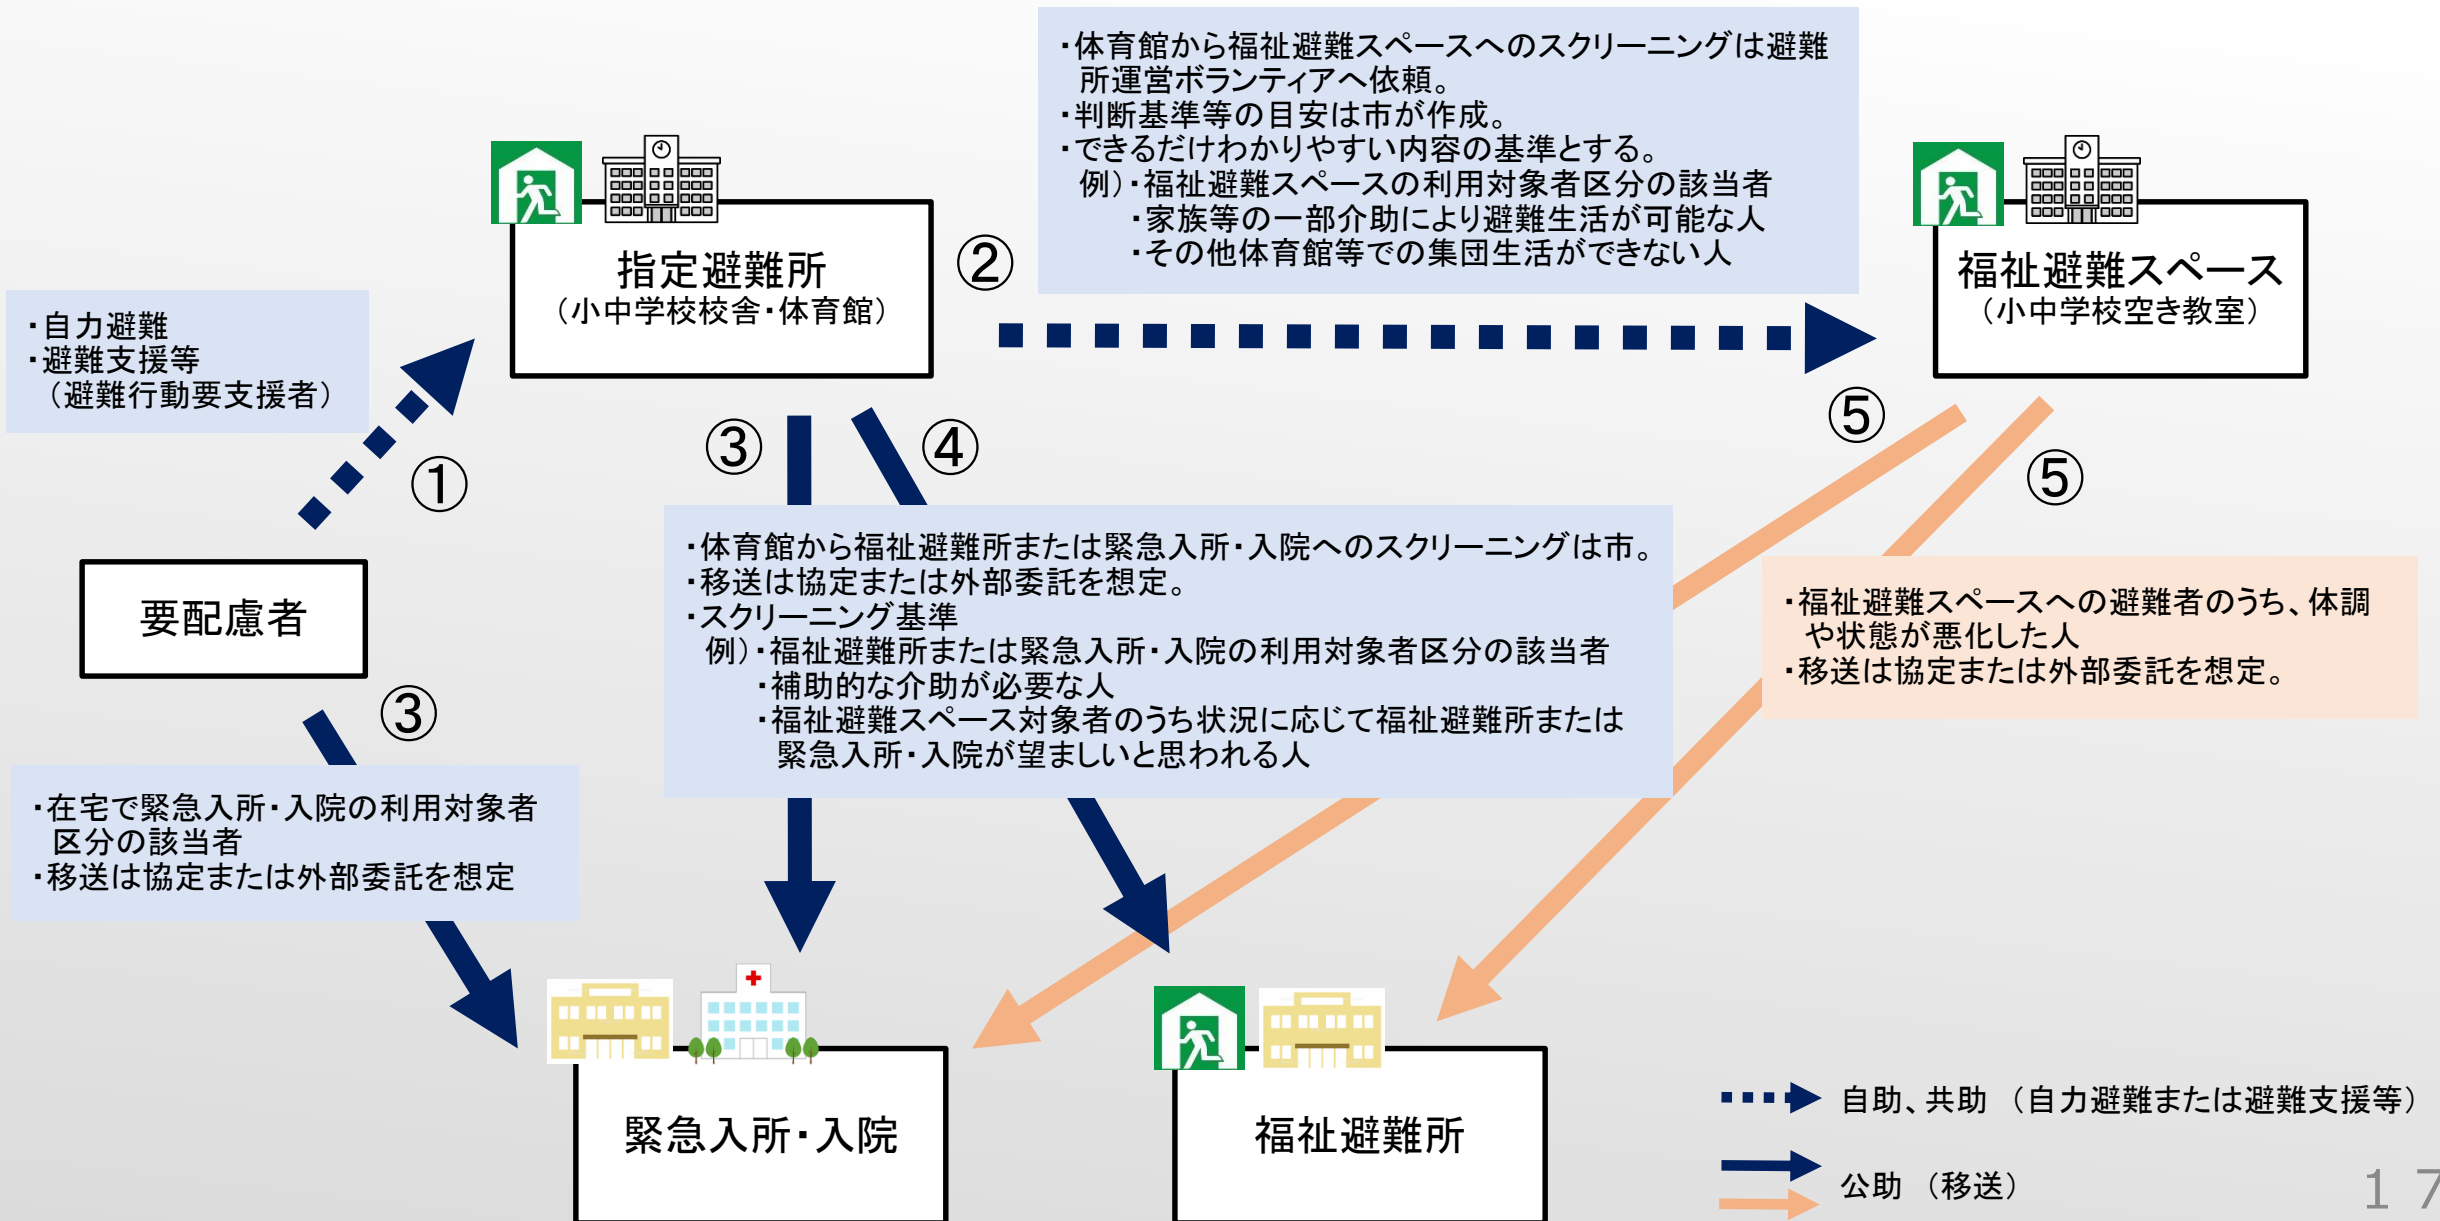 ・体育館から福祉避難スペースへのスクリーニングは避難
所運営ボランティアへ依頼。
・判断基準等の目安は市が作成。
・できるだけわかりやすい内容の基準とする。
例）・福祉避難スペースの利用対象者区分の該当者
・家族等の一部介助により避難生活が可能な人
・その他体育館等での集団生活ができない人
指定避難所
（小中学校校舎・体育館）
②
福祉避難スペース
（小中学校空き教室）
・自力避難
・避難支援等
（避難行動要支援者）
①
③
④
⑤
⑤
・体育館から福祉避難所または緊急入所・入院へのスクリーニングは市。
・移送は協定または外部委託を想定。
・スクリーニング基準
例）・福祉避難所または緊急入所・入院の利用対象者区分の該当者
・補助的な介助が必要な人
・福祉避難スペース対象者のうち状況に応じて福祉避難所または
緊急入所・入院が望ましいと思われる人
・福祉避難スペースへの避難者のうち、体調
や状態が悪化した人
・移送は協定または外部委託を想定。
要配慮者
③
・在宅で緊急入所・入院の利用対象者
区分の該当者
・移送は協定または外部委託を想定
緊急入所・入院
福祉避難所
自助、共助 （自力避難または避難支援等）
公助 （移送）
１７